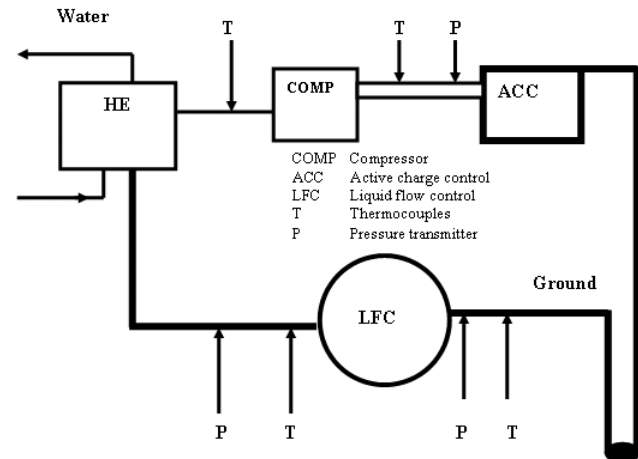 Water
T
T
P
HE
COMP
ACC
COMP Compressor
ACC Active charge control
LFC Liquid flow control
T Thermocouples
P Pressure transmitter
Ground
LFC
P
T
P
T